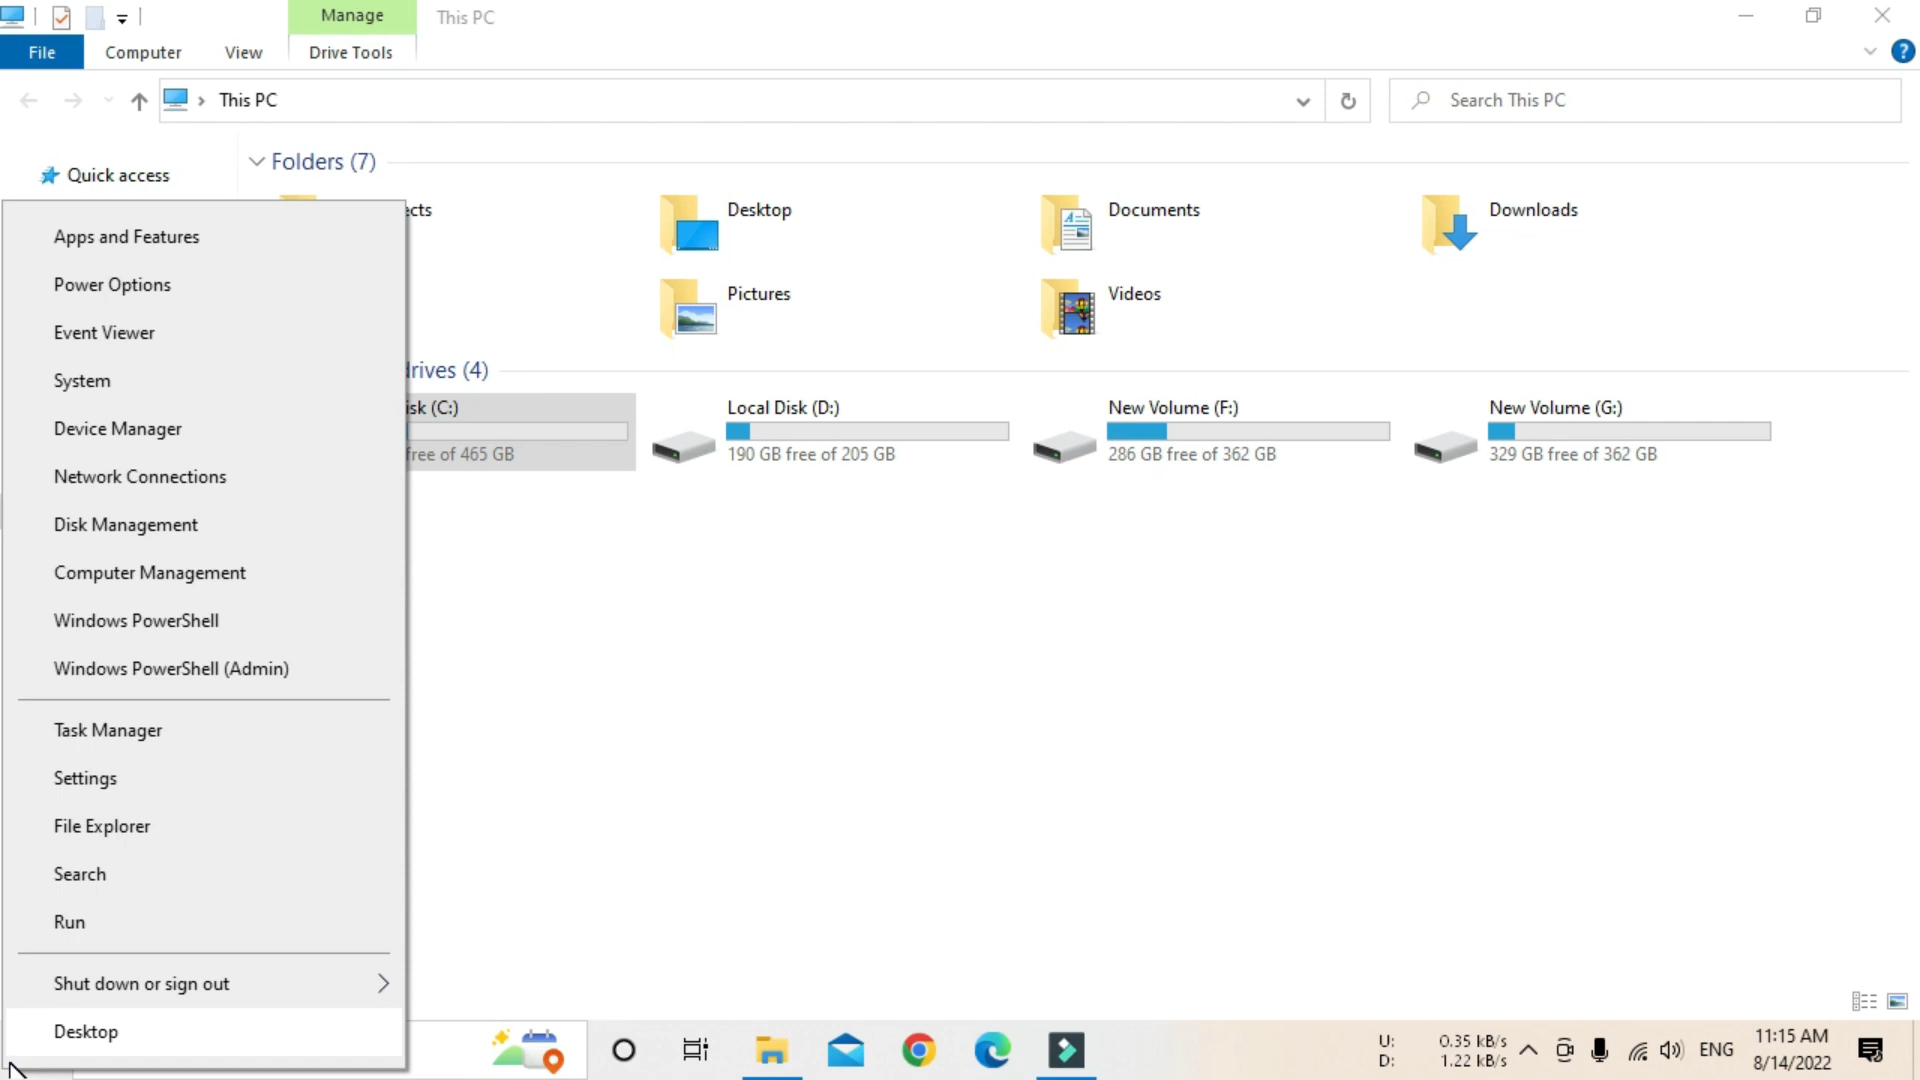 Manage
This PC
File
Computer
View
Drive Tools
?
This PC
Search This PC
Quick access
Folders (7)
ects
Desktop
Documents
Downloads
Pictures
Videos
drives (4)
isk (C:)
free of 465 GB
Local Disk (D:)
190 GB free of 205 GB
New Volume (F:)
286 GB free of 362 GB
New Volume (G:)
329 GB free of 362 GB
Apps and Features
Power Options
Event Viewer
System
Device Manager
Network Connections
Disk Management
Computer Management
Windows PowerShell
Windows PowerShell (Admin)
Task Manager
Settings
File Explorer
Search
Run
Shut down or sign out
Desktop
U: 0.35 kB/s
D: 1.22 kB/s
ENG
11:15 AM
8/14/2022